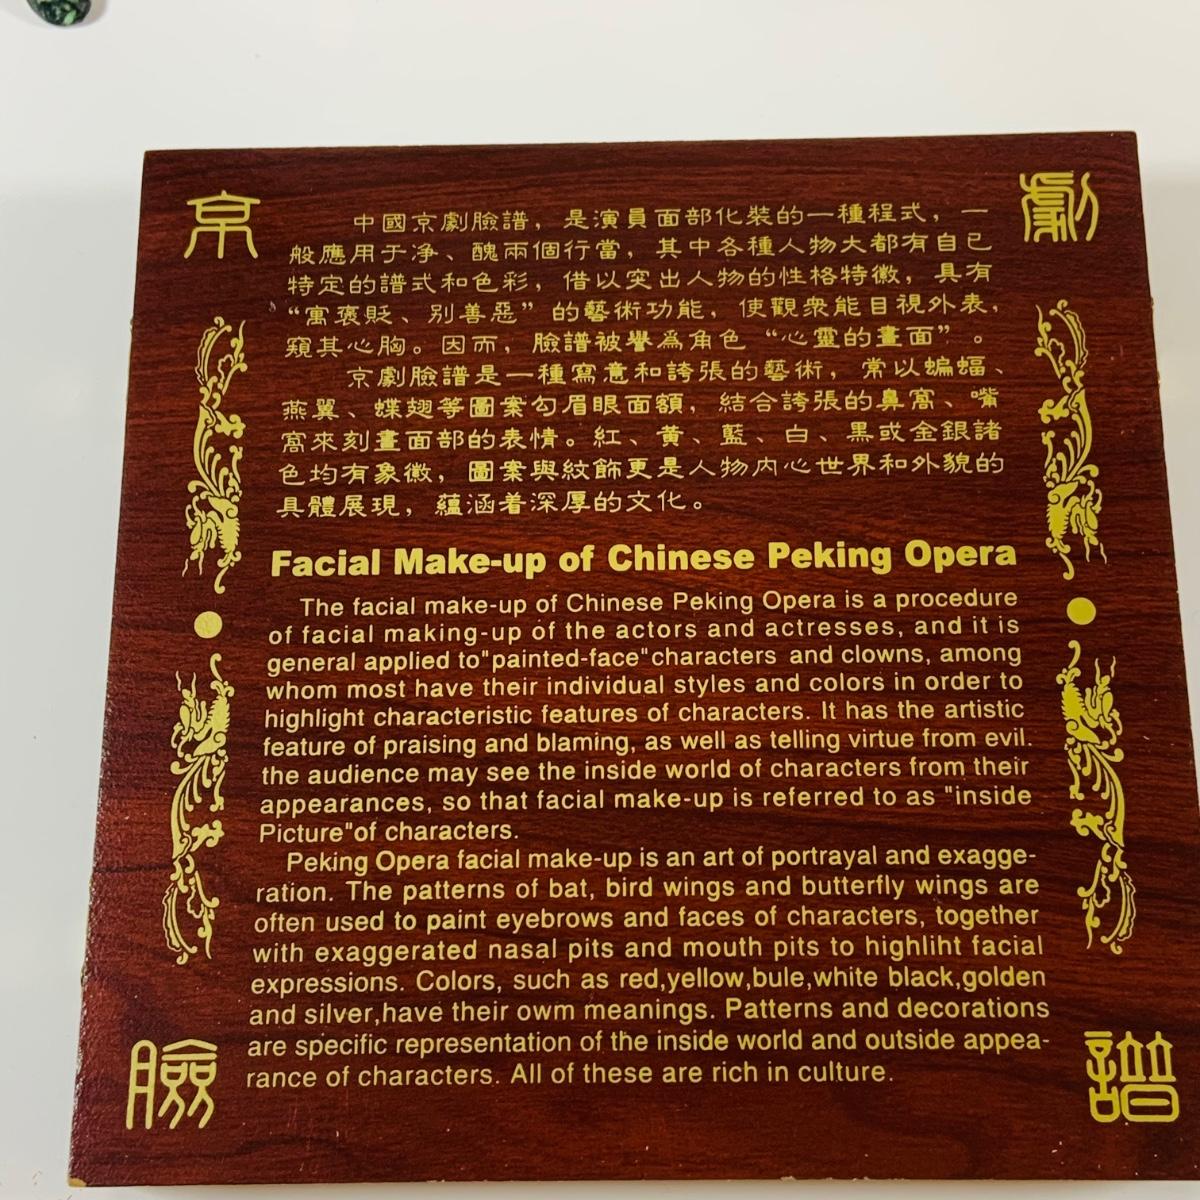 京 劇
中國京劇臉譜，是演員面部化裝的一種程式，一
般應用于净、醜兩個行當，其中各種人物大都有自已
特定的譜式和色彩，借以突出人物的性格特徵，具有
“寓褒貶、别善惡”的藝術功能，使觀衆能目視外表，
窺其心胸。因而，臉譜被譽爲角色“心靈的畫面”。
京劇臉譜是一種寫意和誇張的藝術，常以蝙蝠、
燕翼、蝶翅等圖案勾眉眼面額，結合誇張的鼻窩、嘴
窩來刻畫面部的表情。紅、黄、藍、白、黑或金銀諸
色均有象徵，圖案與紋飾更是人物内心世界和外貌的
具體展現，藴涵着深厚的文化。
Facial Make-up of Chinese Peking Opera
The facial make-up of Chinese Peking Opera is a procedure
of facial making-up of the actors and actresses, and it is
general applied to"painted-face"characters and clowns, among
whom most have their individual styles and colors in order to
highlight characteristic features of characters. It has the artistic
feature of praising and blaming, as well as telling virtue from evil.
the audience may see the inside world of characters from their
appearances, so that facial make-up is referred to as "inside
Picture"of characters.
Peking Opera facial make-up is an art of portrayal and exagge-
ration. The patterns of bat, bird wings and butterfly wings are
often used to paint eyebrows and faces of characters, together
with exaggerated nasal pits and mouth pits to highliht facial
expressions. Colors, such as red,yellow,bule,white black,golden
and silver,have their owm meanings. Patterns and decorations
are specific representation of the inside world and outside appea-
rance of characters. All of these are rich in culture.
臉 譜